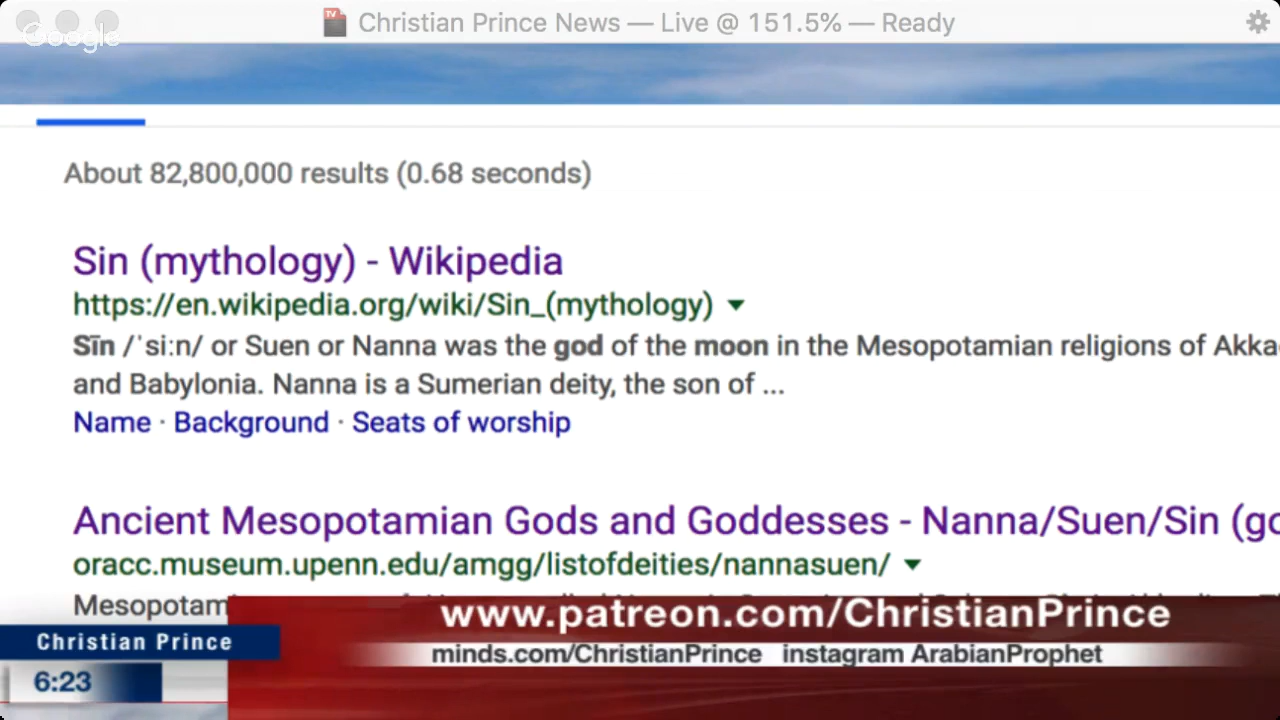 Christian Prince News — Live @ 151.5% — Ready
Google
About 82,800,000 results (0.68 seconds)
Sin (mythology) - Wikipedia
https://en.wikipedia.org/wiki/Sin_(mythology)
Sīn /ˈsiːn/ or Suen or Nanna was the god of the moon in the Mesopotamian religions of Akka
and Babylonia. Nanna is a Sumerian deity, the son of ...
Name · Background · Seats of worship
Ancient Mesopotamian Gods and Goddesses - Nanna/Suen/Sin (go
oracc.museum.upenn.edu/amgg/listofdeities/nannasuen/
Mesopotam
www.patreon.com/ChristianPrince
Christian Prince
minds.com/ChristianPrince instagram ArabianProphet
6:23